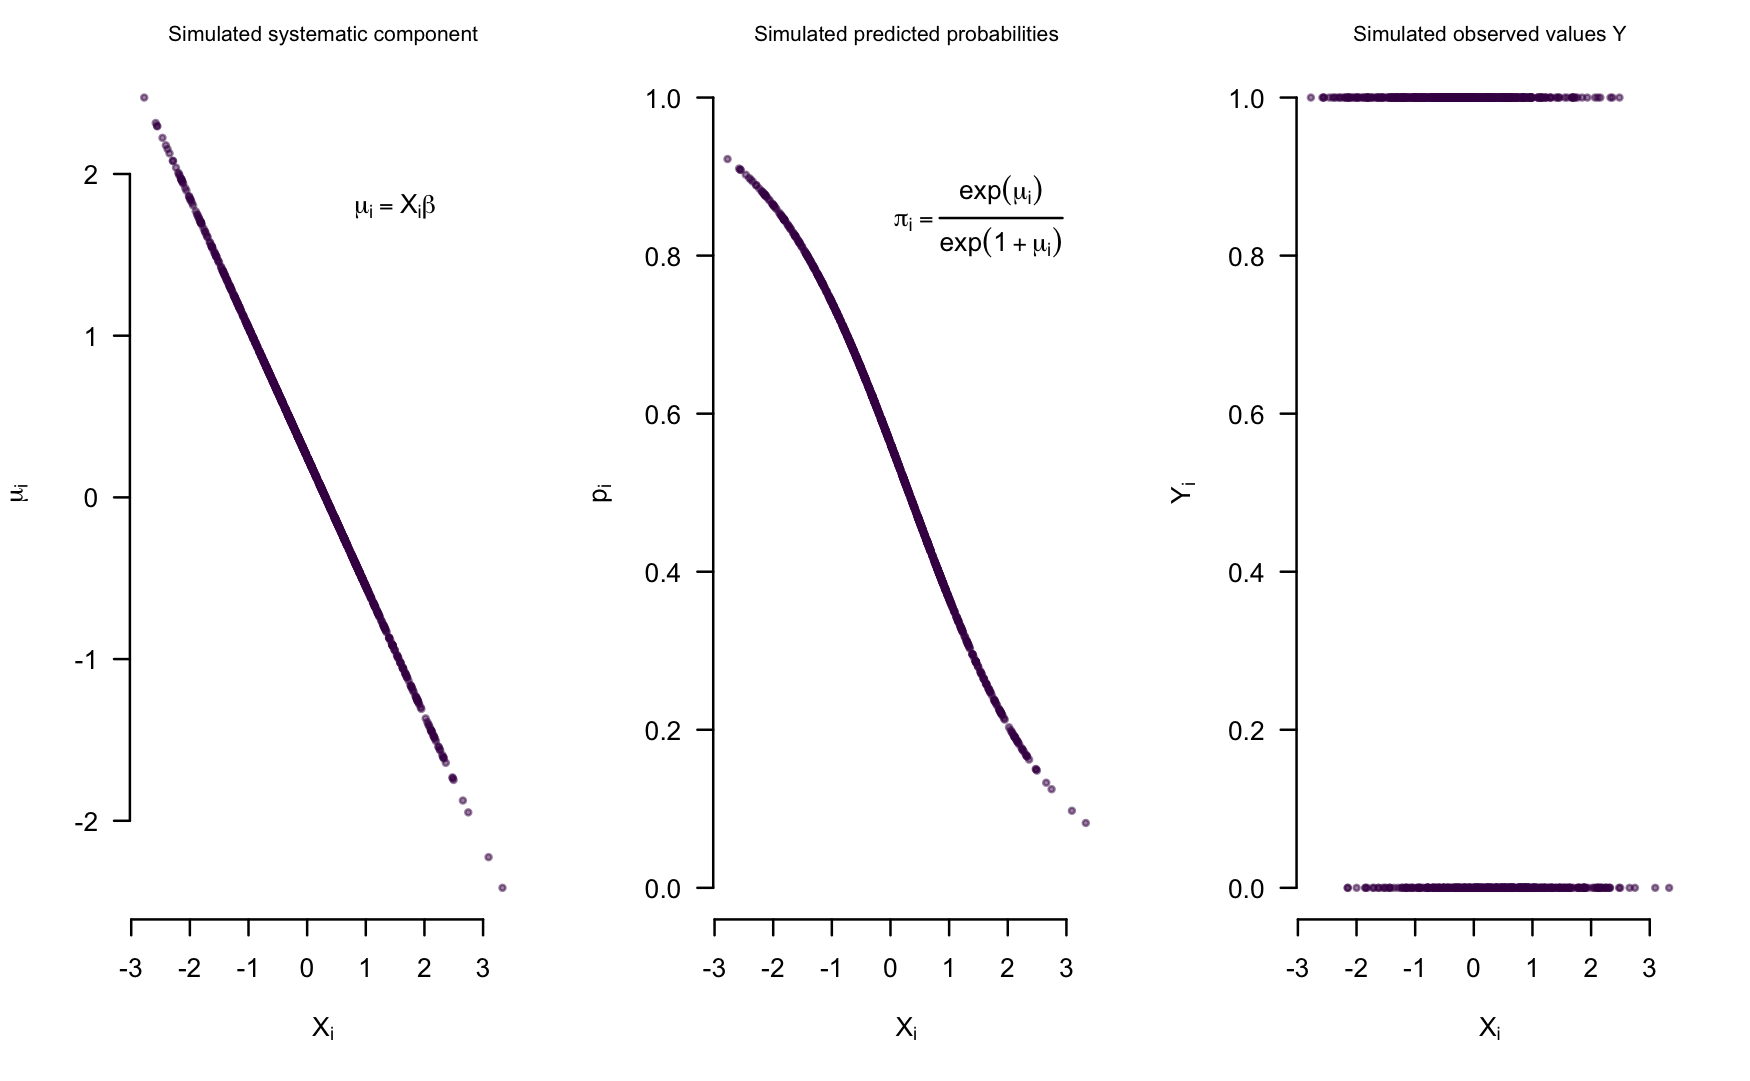 Simulated systematic component
μi = Xiβ
μi
2
1
0
-1
-2
-3 -2 -1 0 1 2 3
Xi
Simulated predicted probabilities
πi = exp(μi)
exp(1 + μi)
pi
1.0
0.8
0.6
0.4
0.2
0.0
-3 -2 -1 0 1 2 3
Xi
Simulated observed values Y
Yi
1.0
0.8
0.6
0.4
0.2
0.0
-3 -2 -1 0 1 2 3
Xi